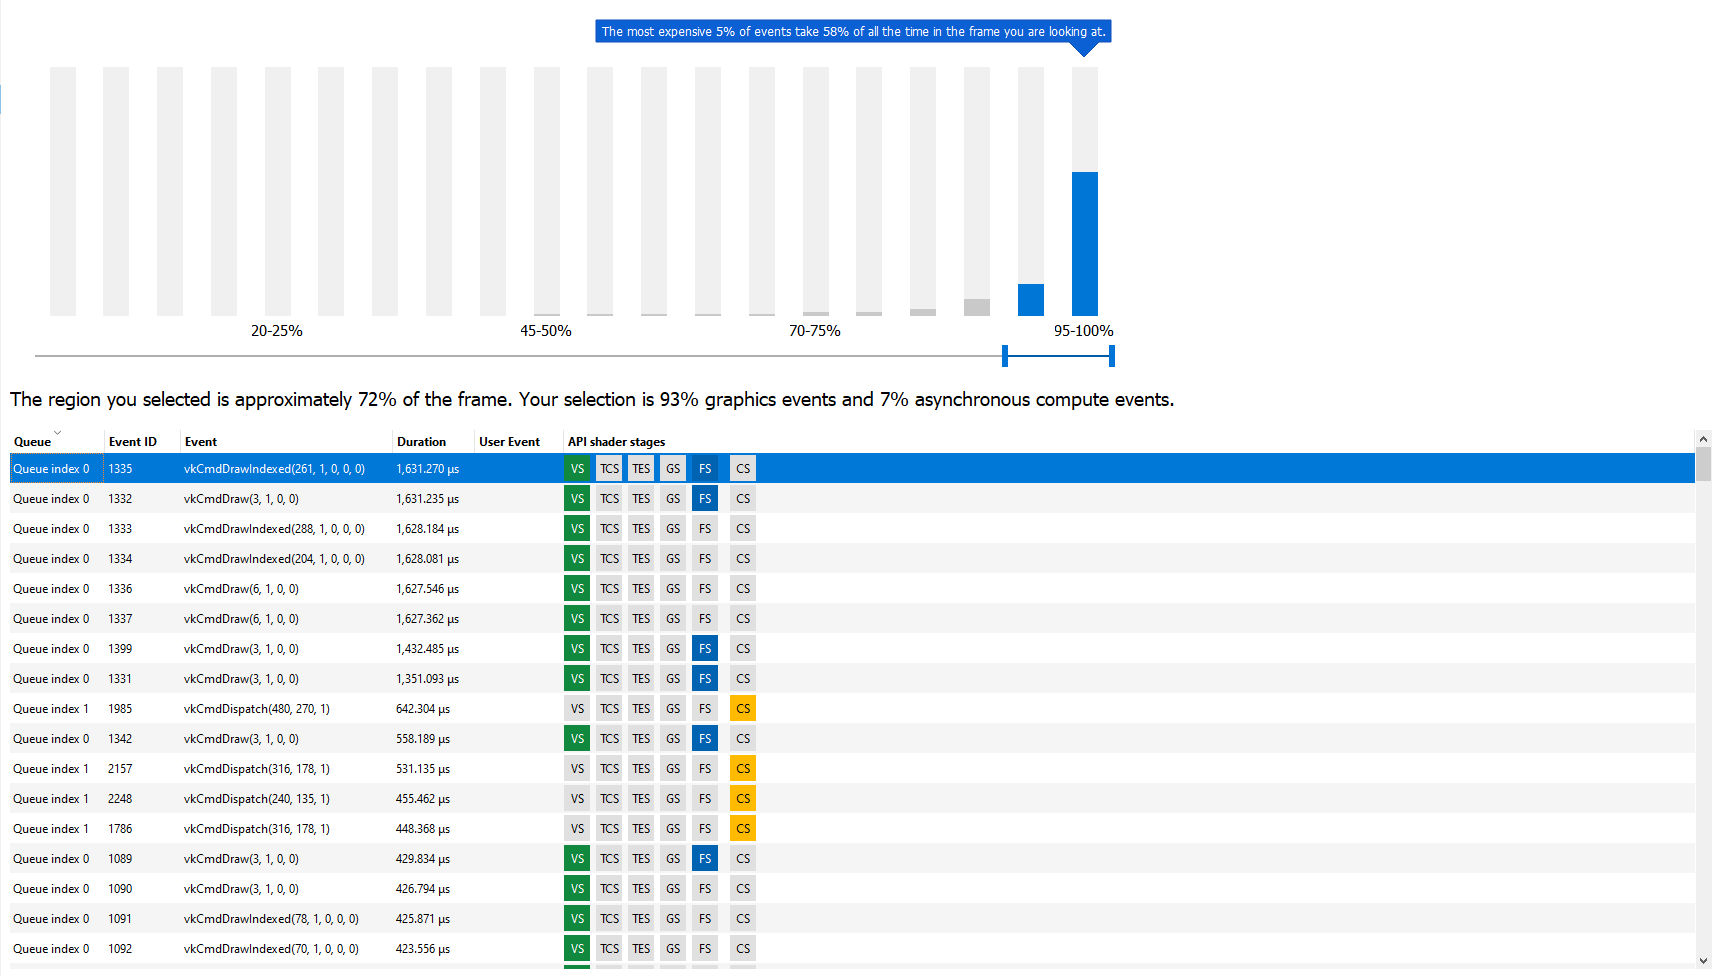 The most expensive 5% of events take 58% of all the time in the frame you are looking at.
20-25% 45-50% 70-75% 95-100%
The region you selected is approximately 72% of the frame. Your selection is 93% graphics events and 7% asynchronous compute events.
Queue Event ID Event Duration User Event API shader stages
Queue index 0 1335 vkCmdDrawIndexed(261, 1, 0, 0, 0) 1,631.270 µs VS TCS TES GS FS CS
Queue index 0 1332 vkCmdDraw(3, 1, 0, 0) 1,631.235 µs VS TCS TES GS FS CS
Queue index 0 1333 vkCmdDrawIndexed(288, 1, 0, 0, 0) 1,628.184 µs VS TCS TES GS FS CS
Queue index 0 1334 vkCmdDrawIndexed(204, 1, 0, 0, 0) 1,628.081 µs VS TCS TES GS FS CS
Queue index 0 1336 vkCmdDraw(6, 1, 0, 0) 1,627.546 µs VS TCS TES GS FS CS
Queue index 0 1337 vkCmdDraw(6, 1, 0, 0) 1,627.362 µs VS TCS TES GS FS CS
Queue index 0 1399 vkCmdDraw(3, 1, 0, 0) 1,432.485 µs VS TCS TES GS FS CS
Queue index 0 1331 vkCmdDraw(3, 1, 0, 0) 1,351.093 µs VS TCS TES GS FS CS
Queue index 1 1985 vkCmdDispatch(480, 270, 1) 642.304 µs VS TCS TES GS FS CS
Queue index 0 1342 vkCmdDraw(3, 1, 0, 0) 558.189 µs VS TCS TES GS FS CS
Queue index 1 2157 vkCmdDispatch(316, 178, 1) 531.135 µs VS TCS TES GS FS CS
Queue index 1 2248 vkCmdDispatch(240, 135, 1) 455.462 µs VS TCS TES GS FS CS
Queue index 1 1786 vkCmdDispatch(316, 178, 1) 448.368 µs VS TCS TES GS FS CS
Queue index 0 1089 vkCmdDraw(3, 1, 0, 0) 429.834 µs VS TCS TES GS FS CS
Queue index 0 1090 vkCmdDraw(3, 1, 0, 0) 426.794 µs VS TCS TES GS FS CS
Queue index 0 1091 vkCmdDrawIndexed(78, 1, 0, 0, 0) 425.871 µs VS TCS TES GS FS CS
Queue index 0 1092 vkCmdDrawIndexed(70, 1, 0, 0, 0) 423.556 µs VS TCS TES GS FS CS